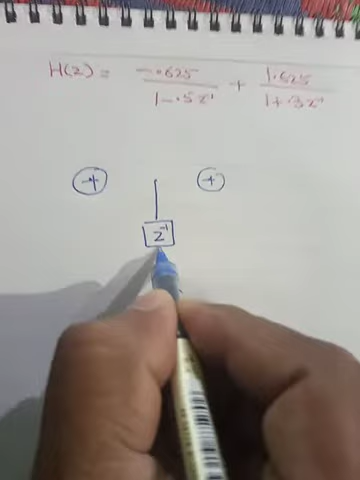 H(z) = -.625 / 1-.5z⁻¹ + 1.625 / 1+.3z⁻¹
+ +
z⁻¹